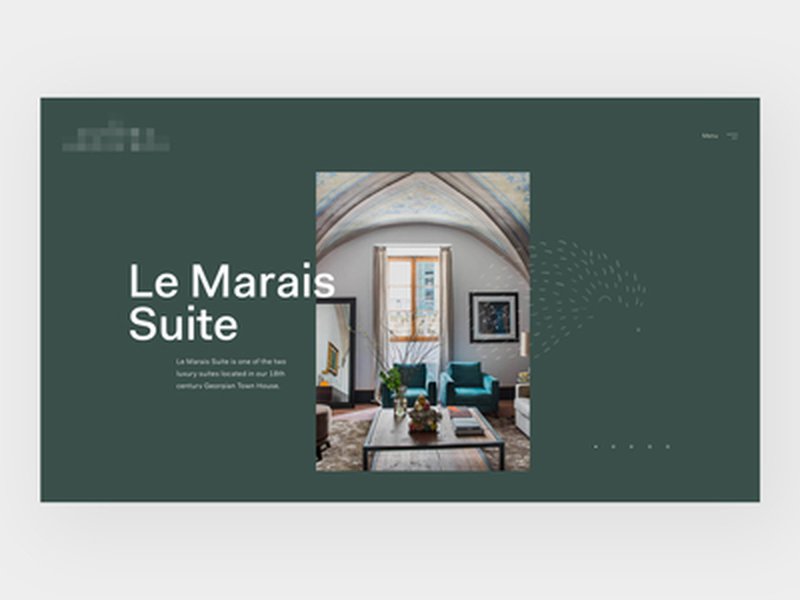 Menu
Le Marais
Suite
Le Marais Suite is one of the two
luxury suites located in our 18th
century Georgian Town House.